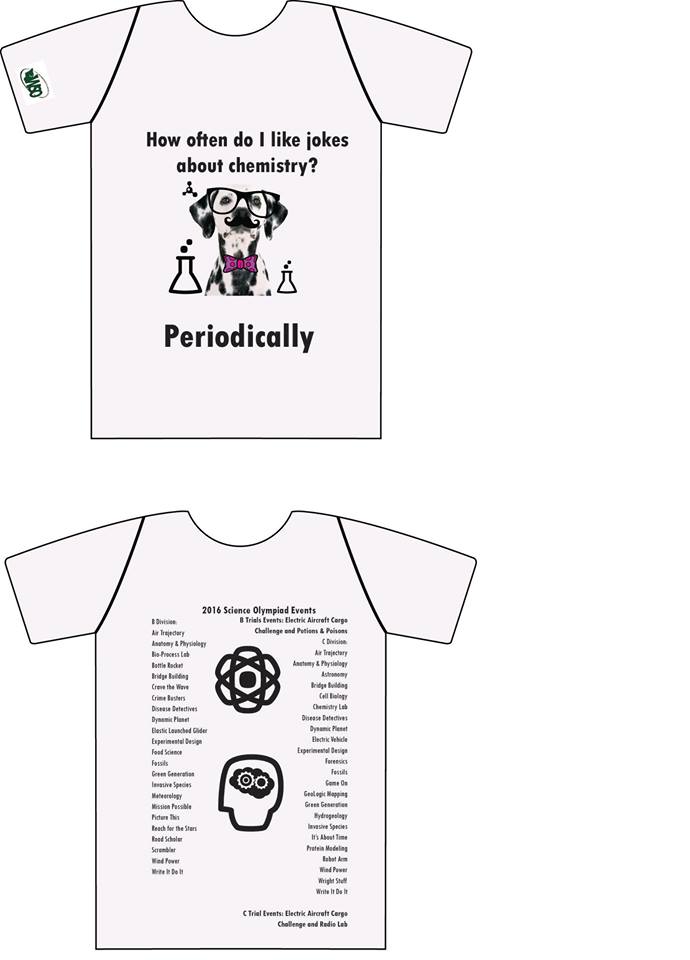 How often do I like jokes
about chemistry?
Periodically
2016 Science Olympiad Events
B Division:
Air Trajectory
Anatomy & Physiology
Bio-Process Lab
Bottle Rocket
Bridge Building
Crave the Wave
Crime Busters
Disease Detectives
Dynamic Planet
Elastic Launched Glider
Experimental Design
Food Science
Fossils
Green Generation
Invasive Species
Meteorology
Mission Possible
Picture This
Reach for the Stars
Road Scholar
Scrambler
Wind Power
Write It Do It
B Trials Events: Electric Aircraft Cargo
Challenge and Potions & Poisons
C Division:
Air Trajectory
Anatomy & Physiology
Astronomy
Bridge Building
Cell Biology
Chemistry Lab
Disease Detectives
Dynamic Planet
Electric Vehicle
Experimental Design
Forensics
Fossils
Game On
GeoLogic Mapping
Green Generation
Hydrogeology
Invasive Species
It's About Time
Protein Modeling
Robot Arm
Wind Power
Wright Stuff
Write It Do It
C Trial Events: Electric Aircraft Cargo
Challenge and Radio Lab